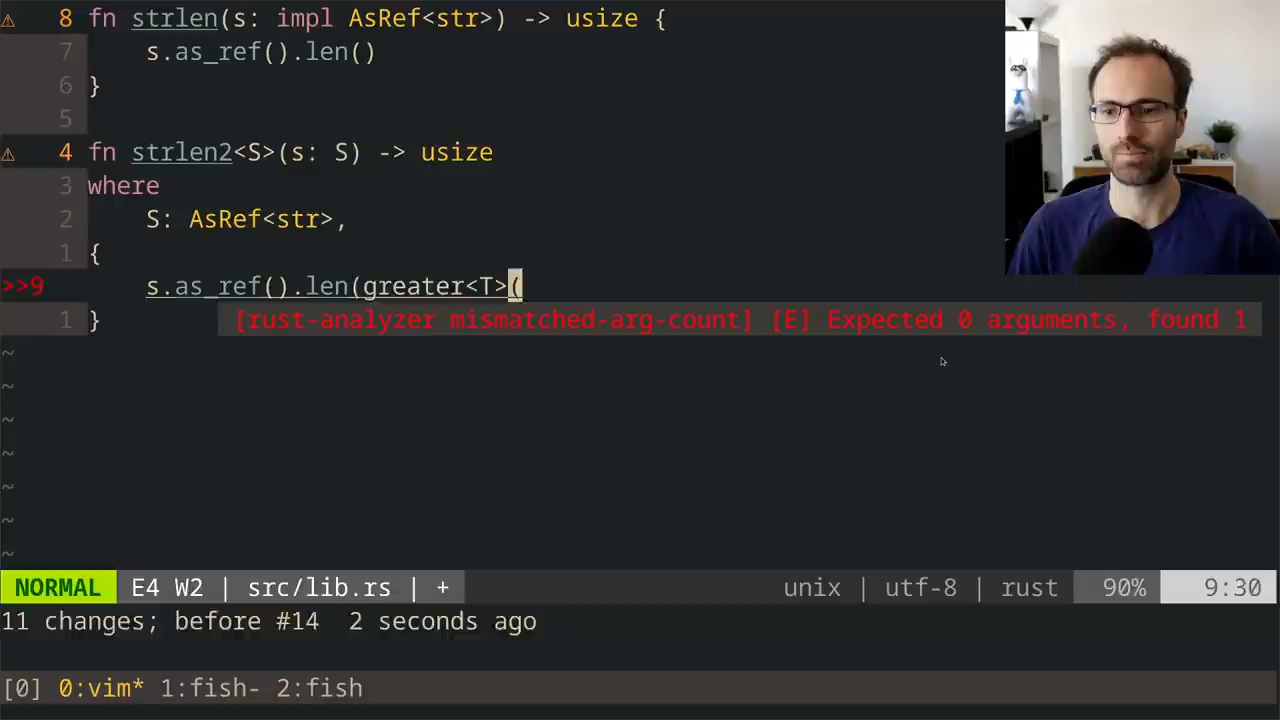 ⚠ 8 fn strlen(s: impl AsRef<str>) -> usize {
7 s.as_ref().len()
6 }
5
⚠ 4 fn strlen2<S>(s: S) -> usize
3 where
2 S: AsRef<str>,
1 {
>>9 s.as_ref().len(greater<T>(
1 } [rust-analyzer mismatched-arg-count] [E] Expected 0 arguments, found 1
~
~
~
~
~
~
~
NORMAL E4 W2 | src/lib.rs | + unix | utf-8 | rust 90% 9:30
11 changes; before #14 2 seconds ago
[0] 0:vim* 1:fish- 2:fish